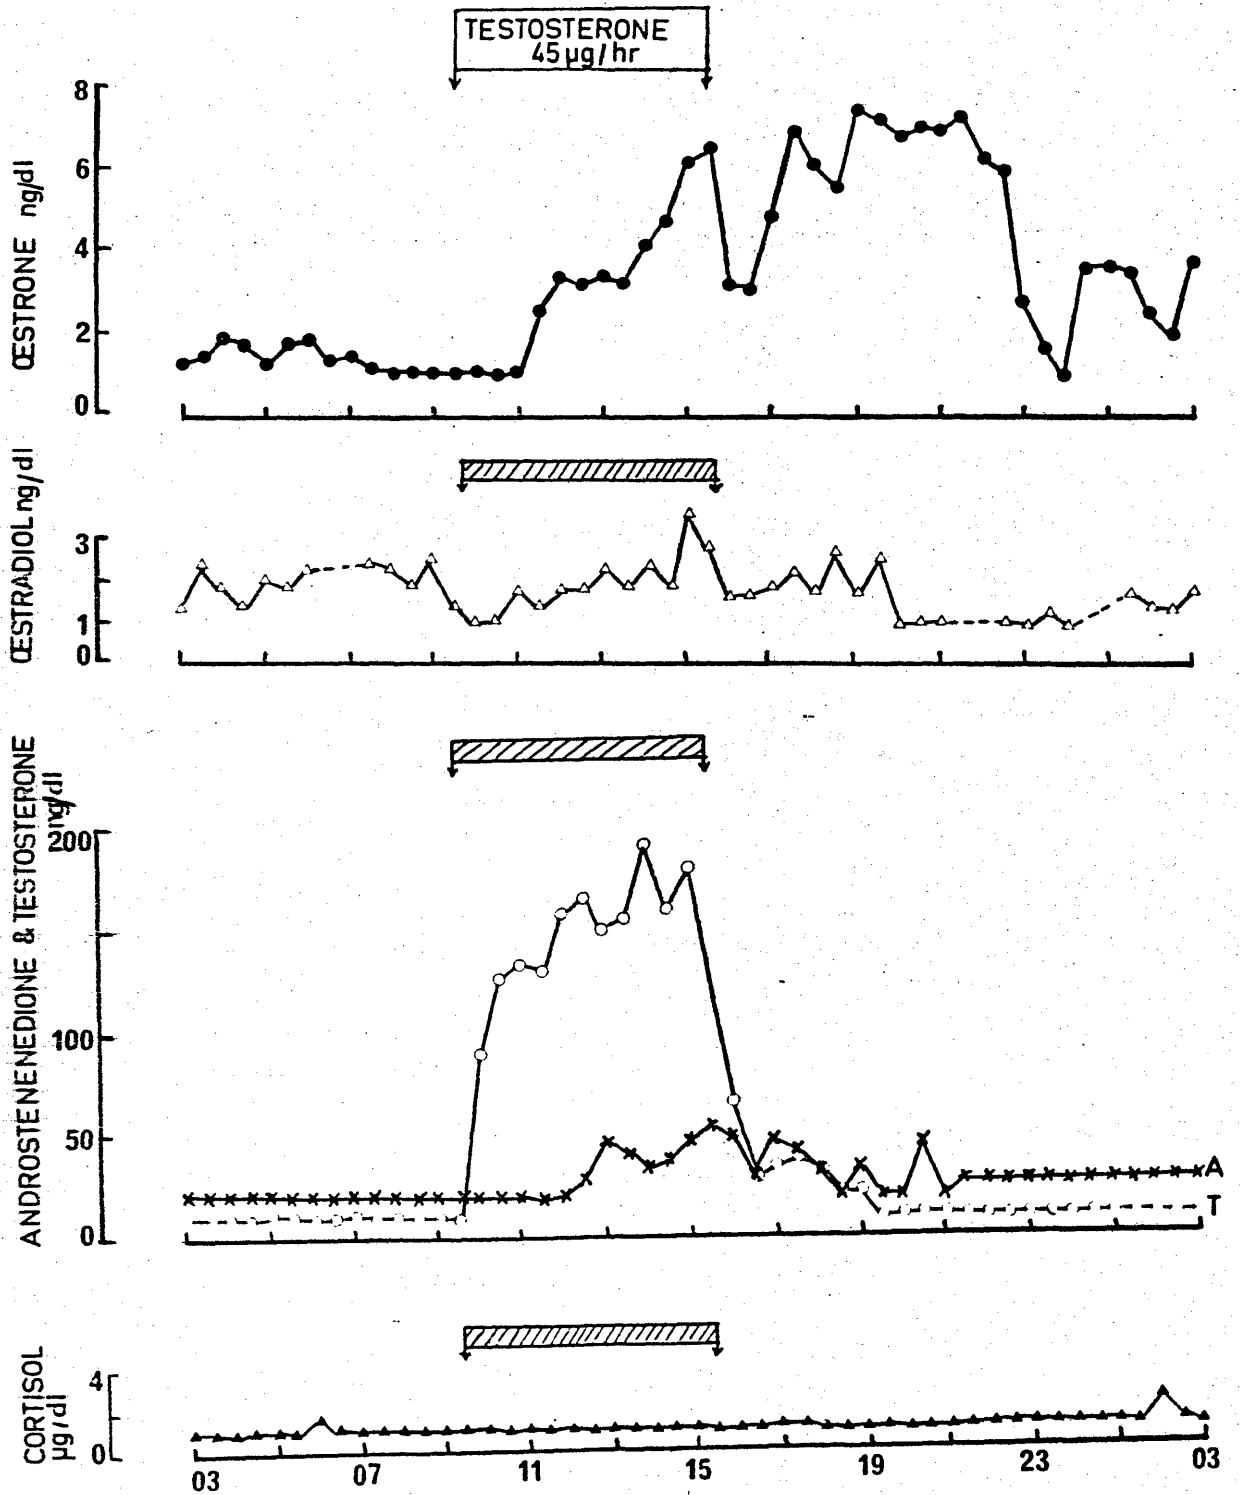 TESTOSTERONE
45 µg/hr
ŒSTRONE ng/dl
8
6
4
2
0
ŒSTRADIOL ng/dl
3
1
0
ANDROSTENENEDIONE & TESTOSTERONE
ng/dl
200
100
50
0
A
T
CORTISOL
µg/dl
4
0
03
07
11
15
19
23
03